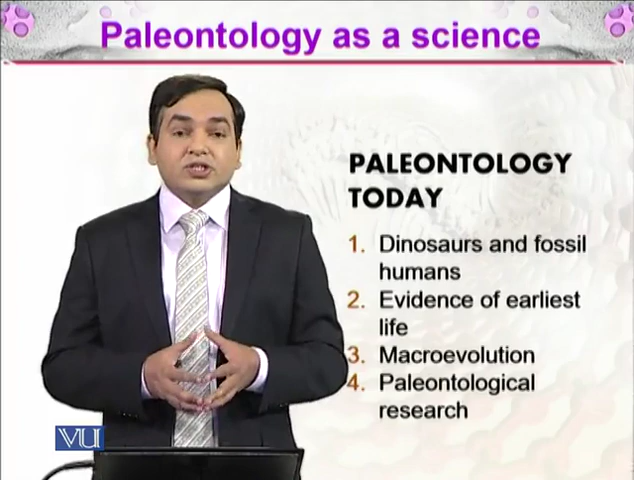 Paleontology as a science
PALEONTOLOGY
TODAY
1. Dinosaurs and fossil
humans
2. Evidence of earliest
life
3. Macroevolution
4. Paleontological
research
VU